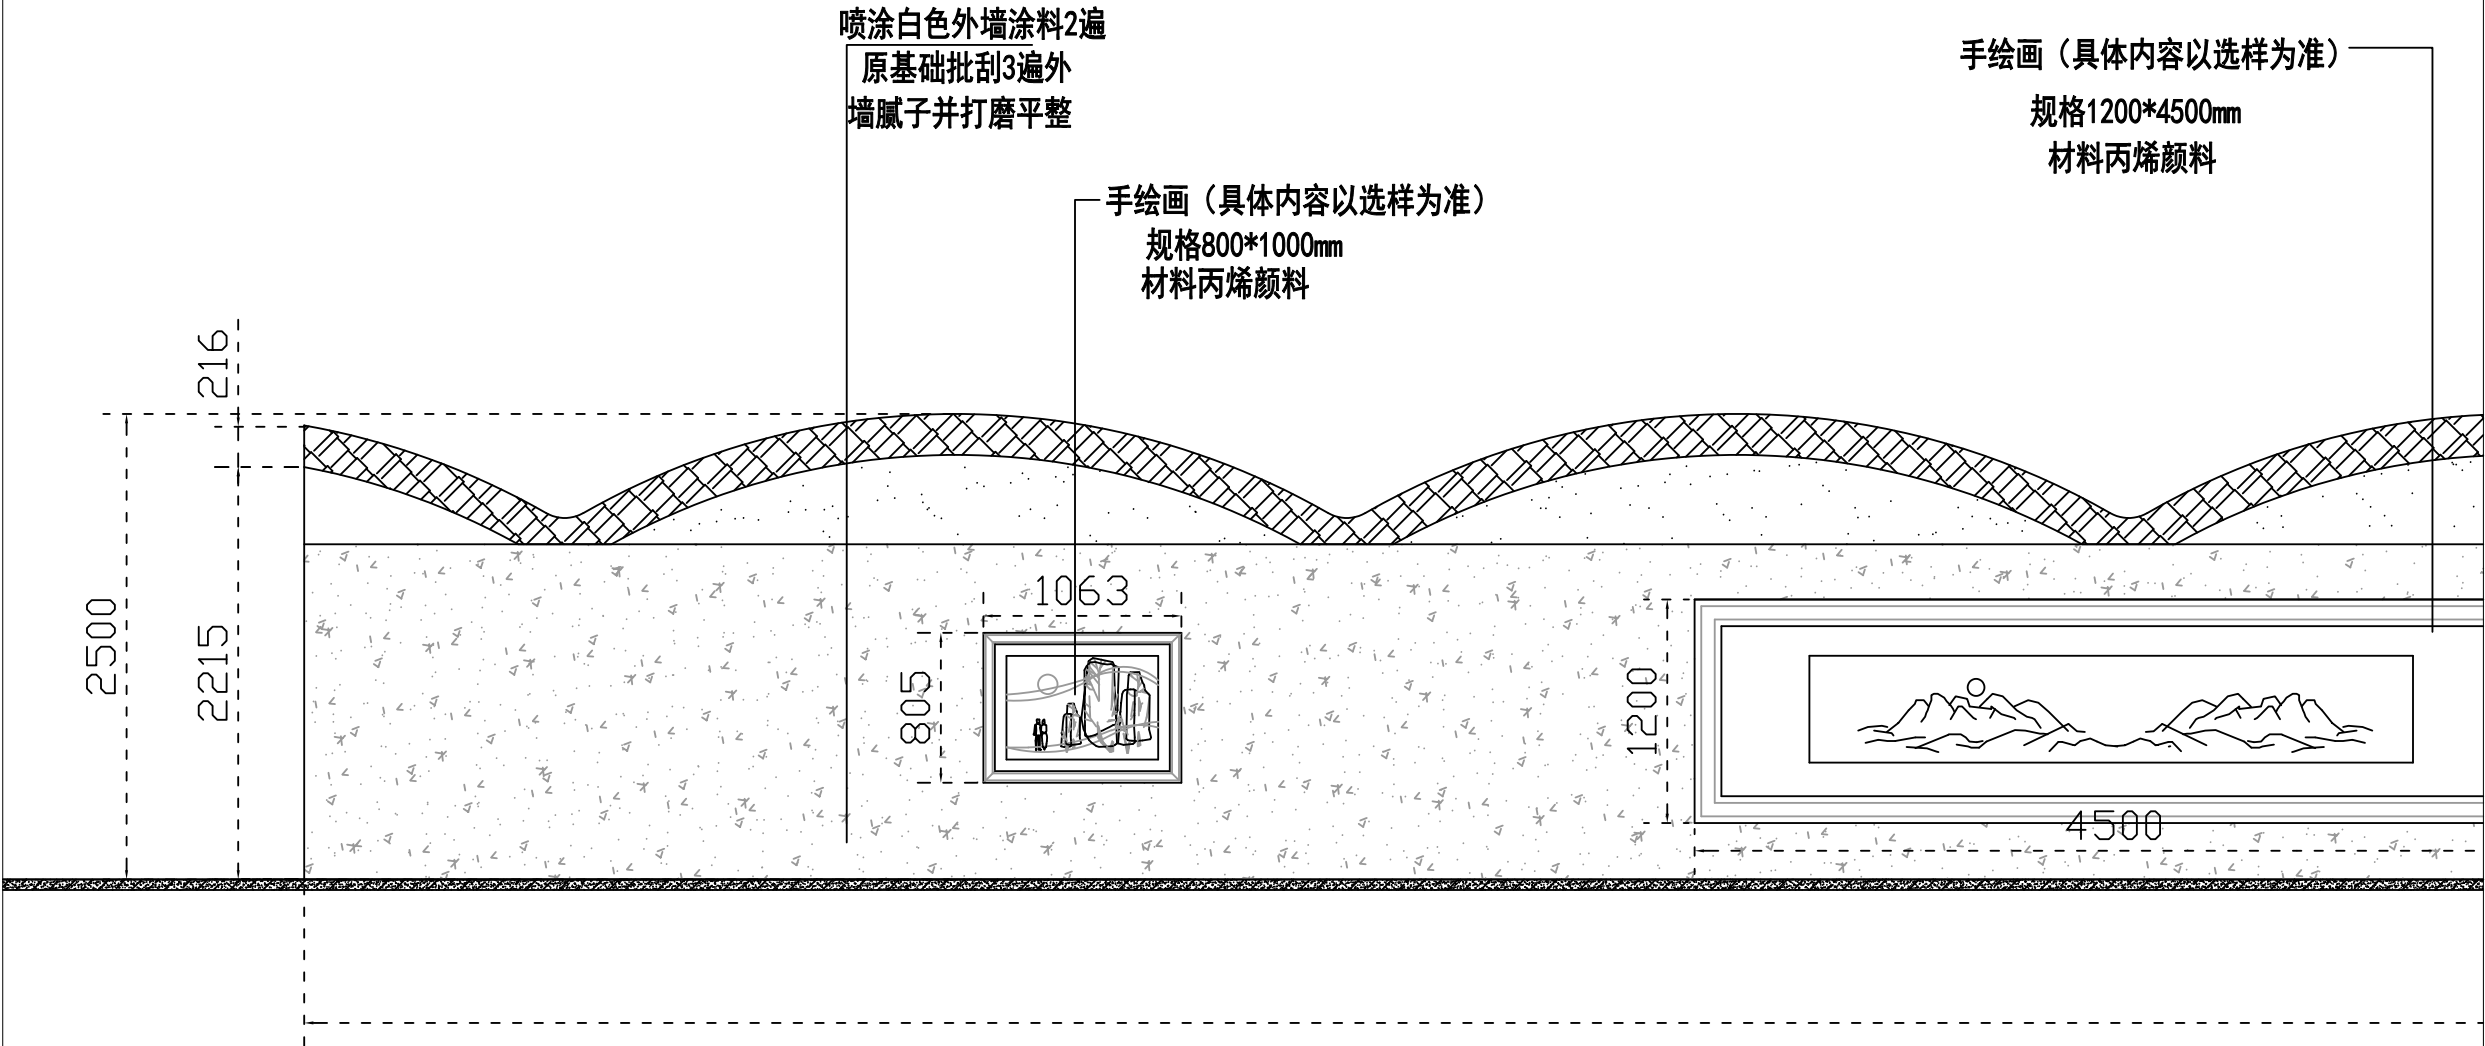 喷涂白色外墙涂料2遍
原基础批刮3遍外
墙腻子并打磨平整
手绘画（具体内容以选样为准）
规格1200*4500mm
材料丙烯颜料
手绘画（具体内容以选样为准）
规格800*1000mm
材料丙烯颜料
216
2500
2215
1063
805
1200
4500